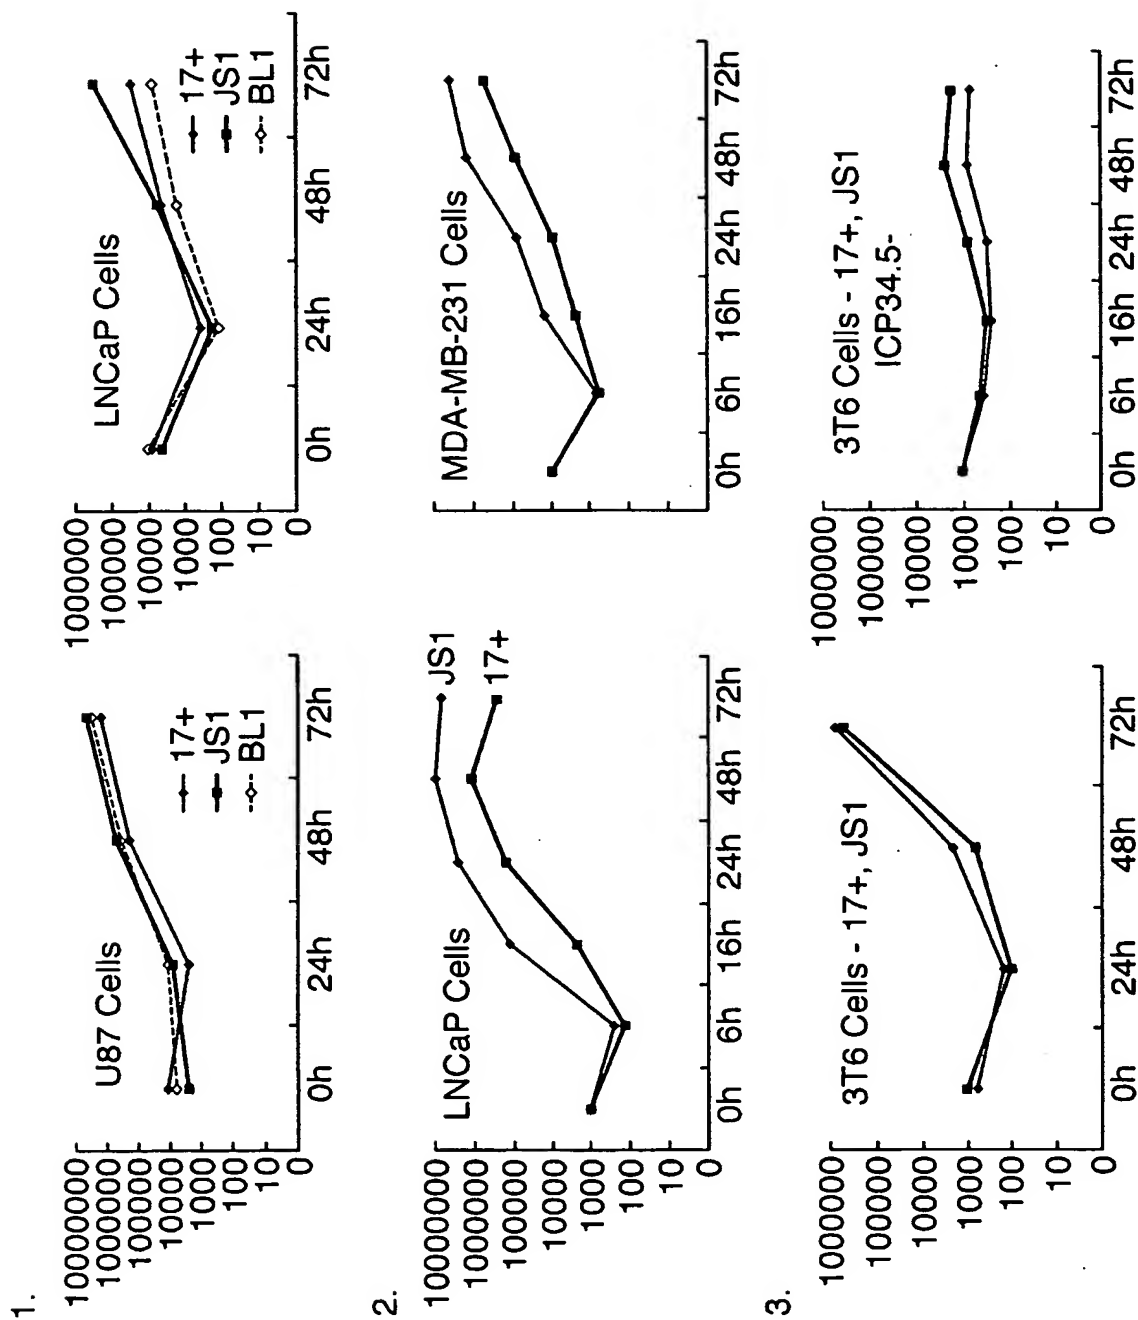 1.
10000000
1000000
100000
10000
1000
100
10
0
U87 Cells
17+
JS1
BL1
0h 24h 48h 72h
1000000
100000
10000
1000
100
10
0
LNCaP Cells
17+
JS1
BL1
0h 24h 48h 72h
2.
10000000
1000000
100000
10000
1000
100
10
0
LNCaP Cells
JS1
17+
0h 6h 16h 24h 48h 72h
MDA-MB-231 Cells
0h 6h 16h 24h 48h 72h
3.
1000000
100000
10000
1000
100
10
0
3T6 Cells - 17+, JS1
0h 24h 48h 72h
1000000
100000
10000
1000
100
10
0
3T6 Cells - 17+, JS1
ICP34.5-
0h 6h 16h 24h 48h 72h